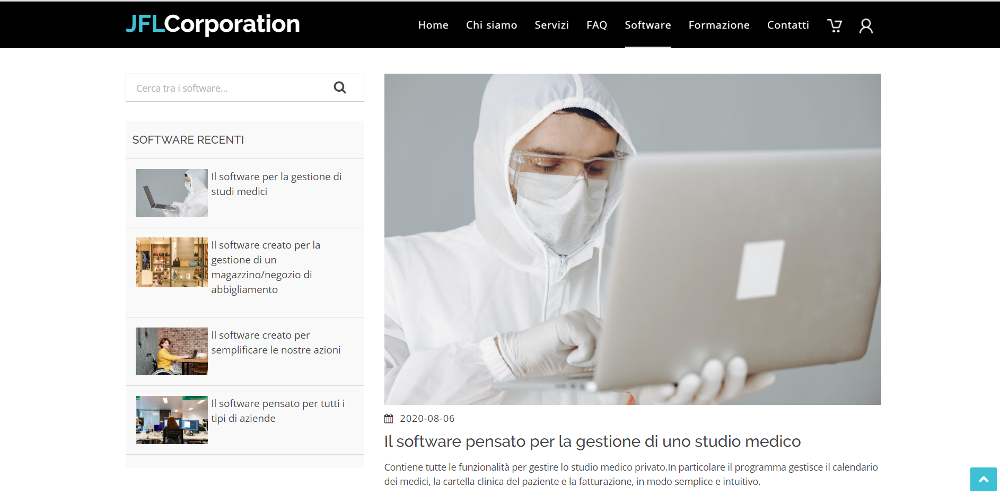 JFLCorporation
Home Chi siamo Servizi FAQ Software Formazione Contatti
Cerca tra i software...
SOFTWARE RECENTI
Il software per la gestione di
studi medici
Il software creato per la
gestione di un
magazzino/negozio di
abbigliamento
Il software creato per
semplificare le nostre azioni
Il software pensato per tutti i
tipi di aziende
2020-08-06
Il software pensato per la gestione di uno studio medico
Contiene tutte le funzionalità per gestire lo studio medico privato.In particolare il programma gestisce il calendario
dei medici, la cartella clinica del paziente e la fatturazione, in modo semplice e intuitivo.